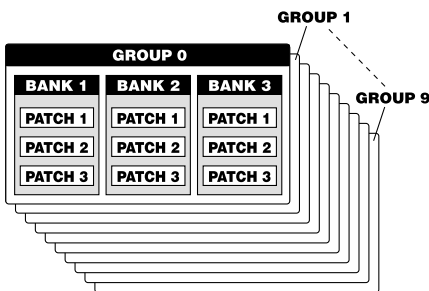 GROUP 1
GROUP 0
GROUP 9
BANK 1 BANK 2 BANK 3
PATCH 1 PATCH 1 PATCH 1
PATCH 2 PATCH 2 PATCH 2
PATCH 3 PATCH 3 PATCH 3